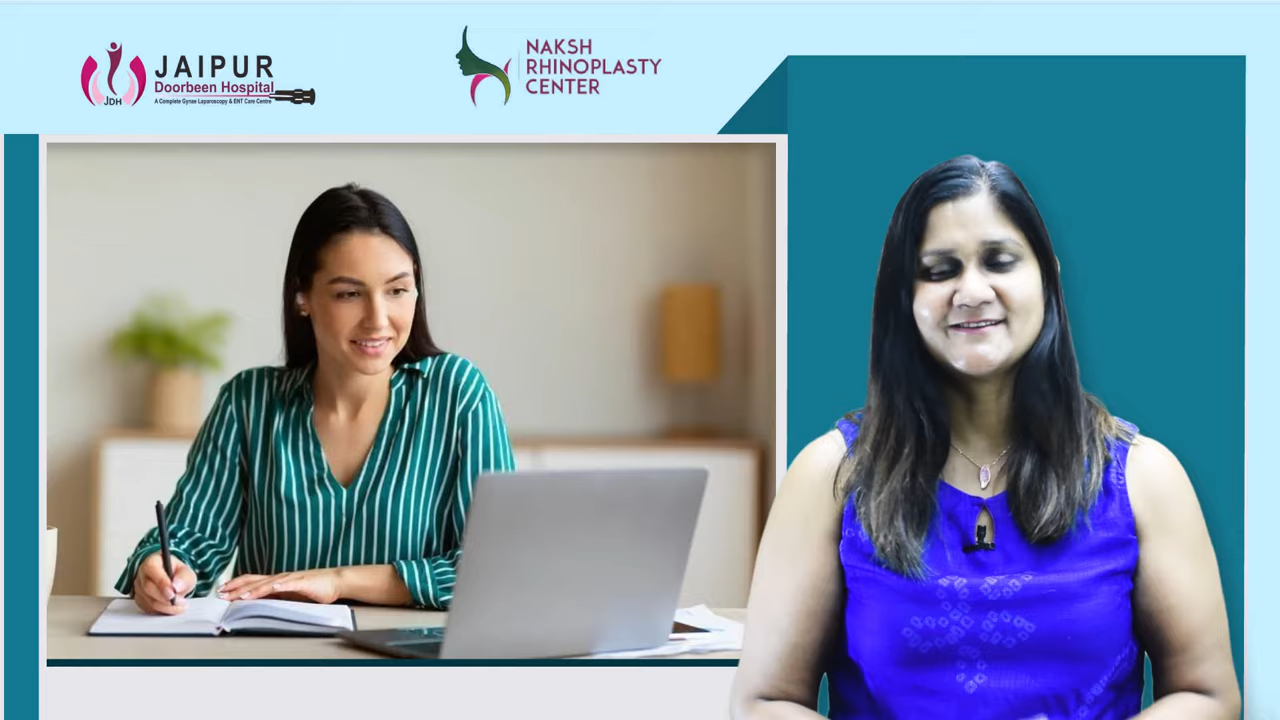 JAIPUR
Doorbeen Hospital
A Complete Gynae Laparoscopy & ENT Care Centre
JDH
NAKSH
RHINOPLASTY
CENTER